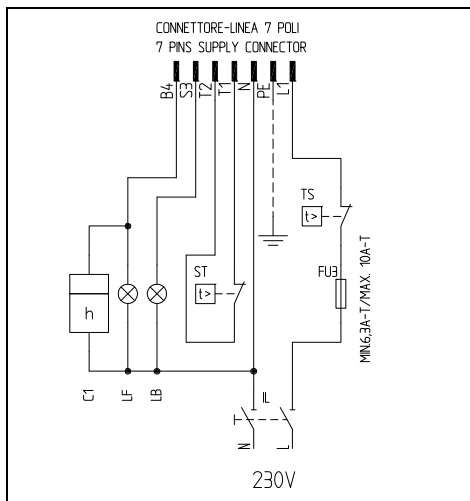 CONNETTORE-LINEA 7 POLI
7 PINS SUPPLY CONNECTOR
B4
S3
T2
T1
N
PE
L1
TS
t>
ST
t>
FU3
MIN.6,3A-T/MAX. 10A-T
h
C1
LF
LB
IL
N
L
230V